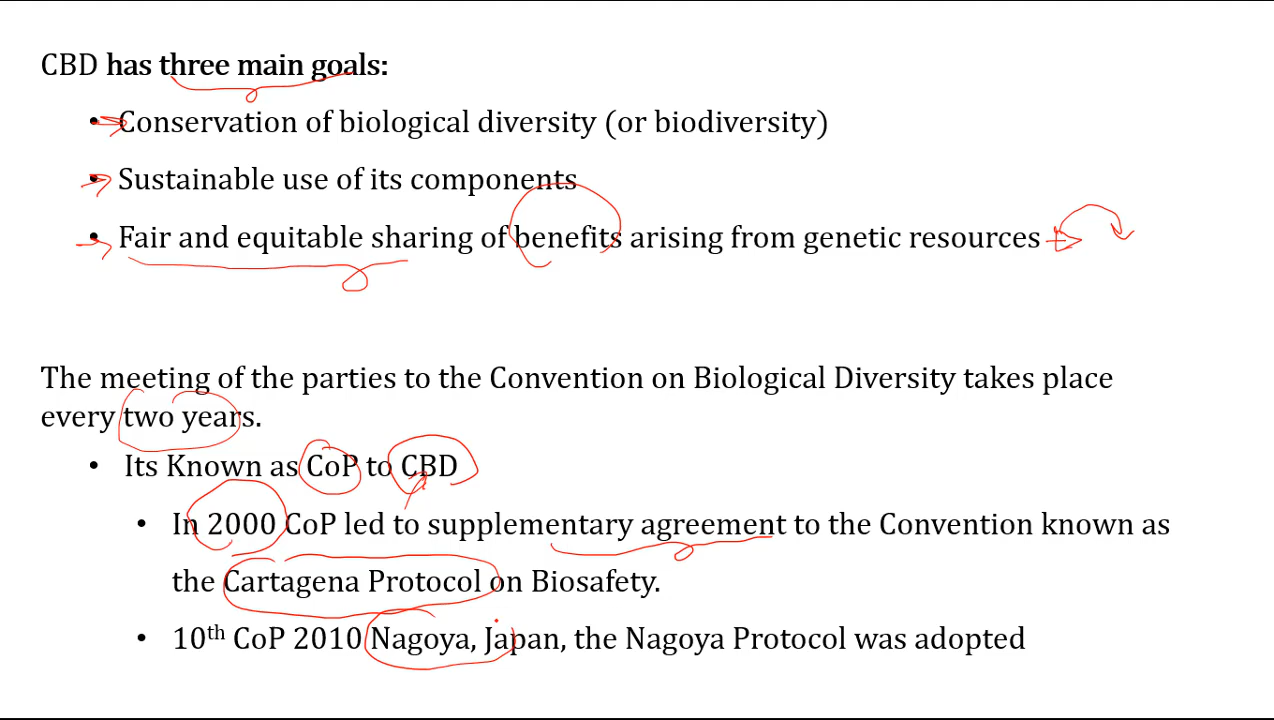 CBD has three main goals:
• Conservation of biological diversity (or biodiversity)
• Sustainable use of its components
• Fair and equitable sharing of benefits arising from genetic resources
The meeting of the parties to the Convention on Biological Diversity takes place
every two years.
• Its Known as CoP to CBD
• In 2000 CoP led to supplementary agreement to the Convention known as
the Cartagena Protocol on Biosafety.
• 10th CoP 2010 Nagoya, Japan, the Nagoya Protocol was adopted